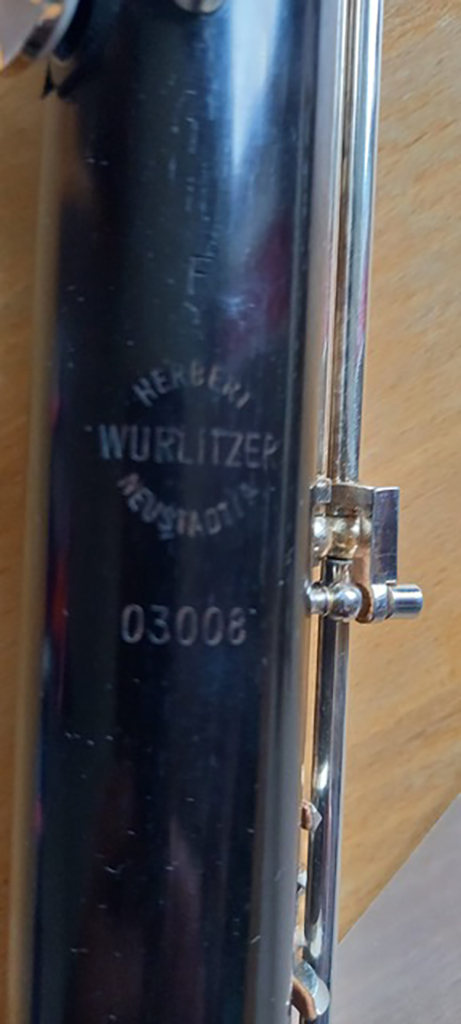 HERBERT
WURLITZER
NEUSTADT/A
03008